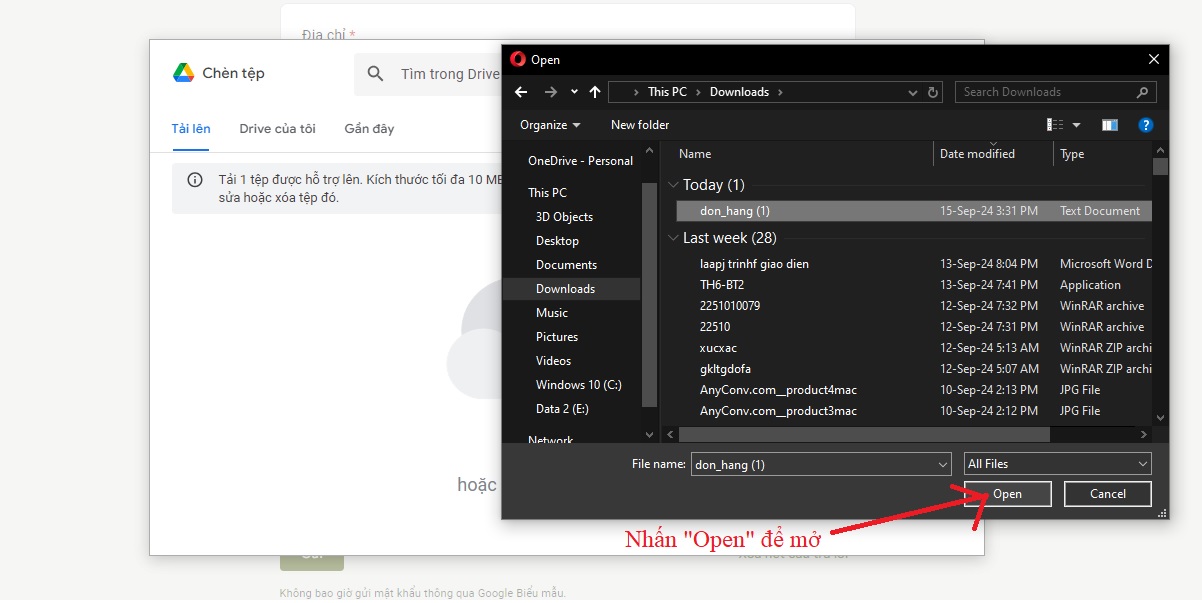 Địa chỉ *
Chèn tệp
Tìm trong Drive
Tải lên
Drive của tôi
Gần đây
Tải 1 tệp được hỗ trợ lên. Kích thước tối đa 10 MB
sửa hoặc xóa tệp đó.
hoặc
Open
This PC
Downloads
Search Downloads
Organize
New folder
OneDrive - Personal
This PC
3D Objects
Desktop
Documents
Downloads
Music
Pictures
Videos
Windows 10 (C:)
Data 2 (E:)
Network
Name Date modified Type
Today (1)
don_hang (1) 15-Sep-24 3:31 PM Text Document
Last week (28)
laapj trinhf giao dien 13-Sep-24 8:04 PM Microsoft Word D
TH6-BT2 13-Sep-24 7:41 PM Application
2251010079 12-Sep-24 7:32 PM WinRAR archive
22510 12-Sep-24 7:31 PM WinRAR archive
xucxac 12-Sep-24 5:13 AM WinRAR ZIP archi
gkltgdofa 12-Sep-24 5:07 AM WinRAR ZIP archi
AnyConv.com__product4mac 10-Sep-24 2:13 PM JPG File
AnyConv.com__product3mac 10-Sep-24 2:12 PM JPG File
File name: don_hang (1) All Files
Open Cancel
Nhấn "Open" để mở
Không bao giờ gửi mật khẩu thông qua Google Biểu mẫu.